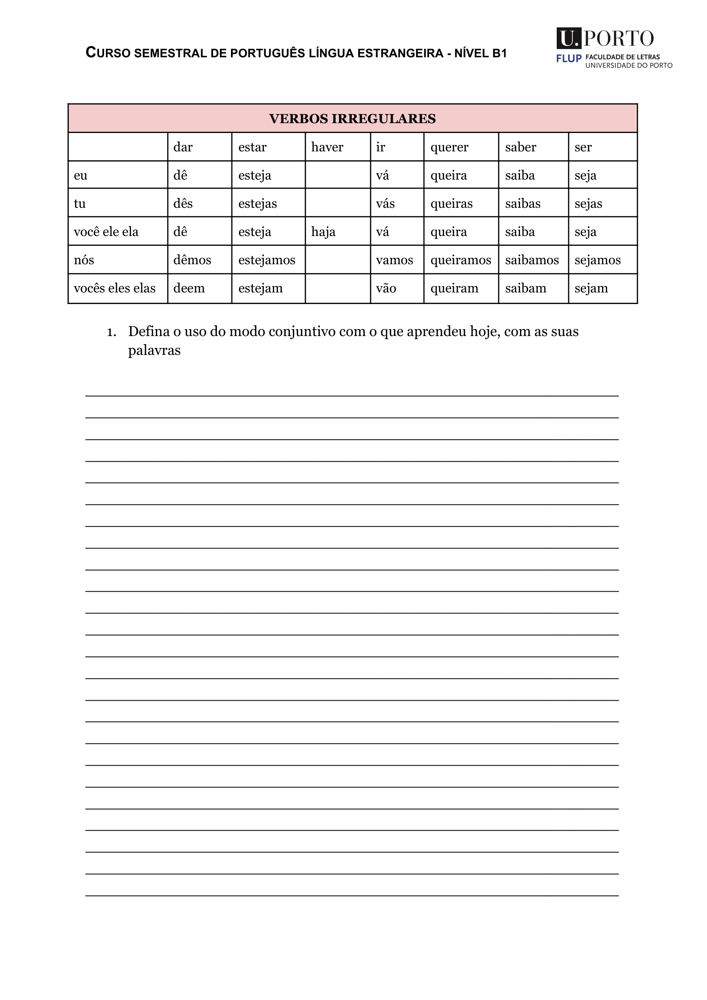 CURSO SEMESTRAL DE PORTUGUÊS LÍNGUA ESTRANGEIRA - NÍVEL B1
U.PORTO
FLUP FACULDADE DE LETRAS
UNIVERSIDADE DO PORTO
VERBOS IRREGULARES
dar estar haver ir querer saber ser
eu dê esteja vá queira saiba seja
tu dês estejas vás queiras saibas sejas
você ele ela dê esteja haja vá queira saiba seja
nós dêmos estejamos vamos queiramos saibamos sejamos
vocês eles elas deem estejam vão queiram saibam sejam
1. Defina o uso do modo conjuntivo com o que aprendeu hoje, com as suas
palavras